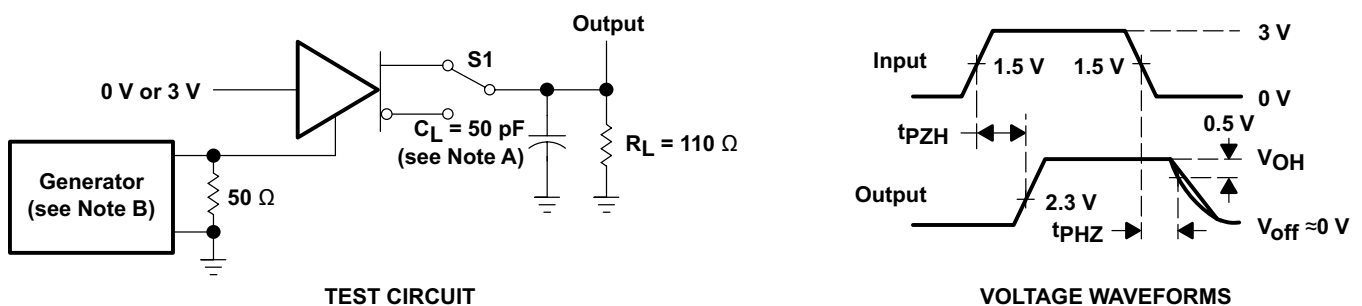 Output
S1
0 V or 3 V
CL = 50 pF
(see Note A)
RL = 110 Ω
Generator
(see Note B)
50 Ω
TEST CIRCUIT
3 V
Input
1.5 V
1.5 V
0 V
0.5 V
tPZH
VOH
Output
2.3 V
tPHZ
Voff ≈0 V
VOLTAGE WAVEFORMS